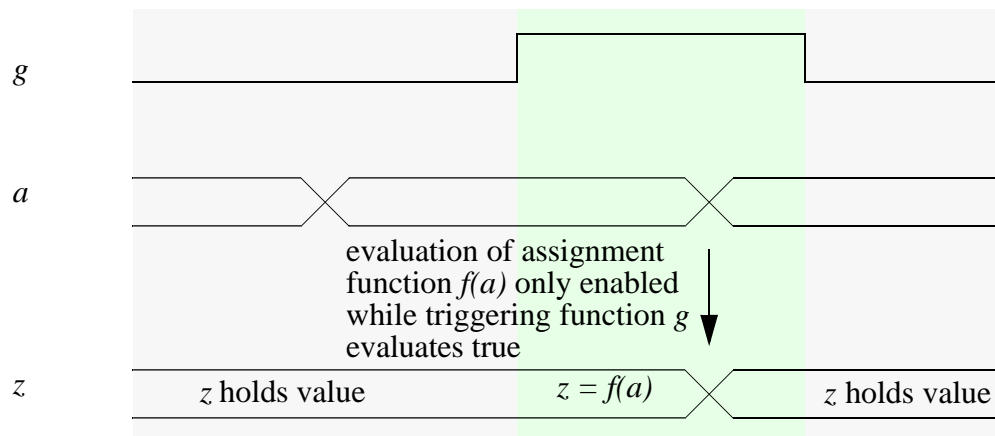 g
a
evaluation of assignment
function f(a) only enabled
while triggering function g
evaluates true
z
z holds value
z = f(a)
z holds value